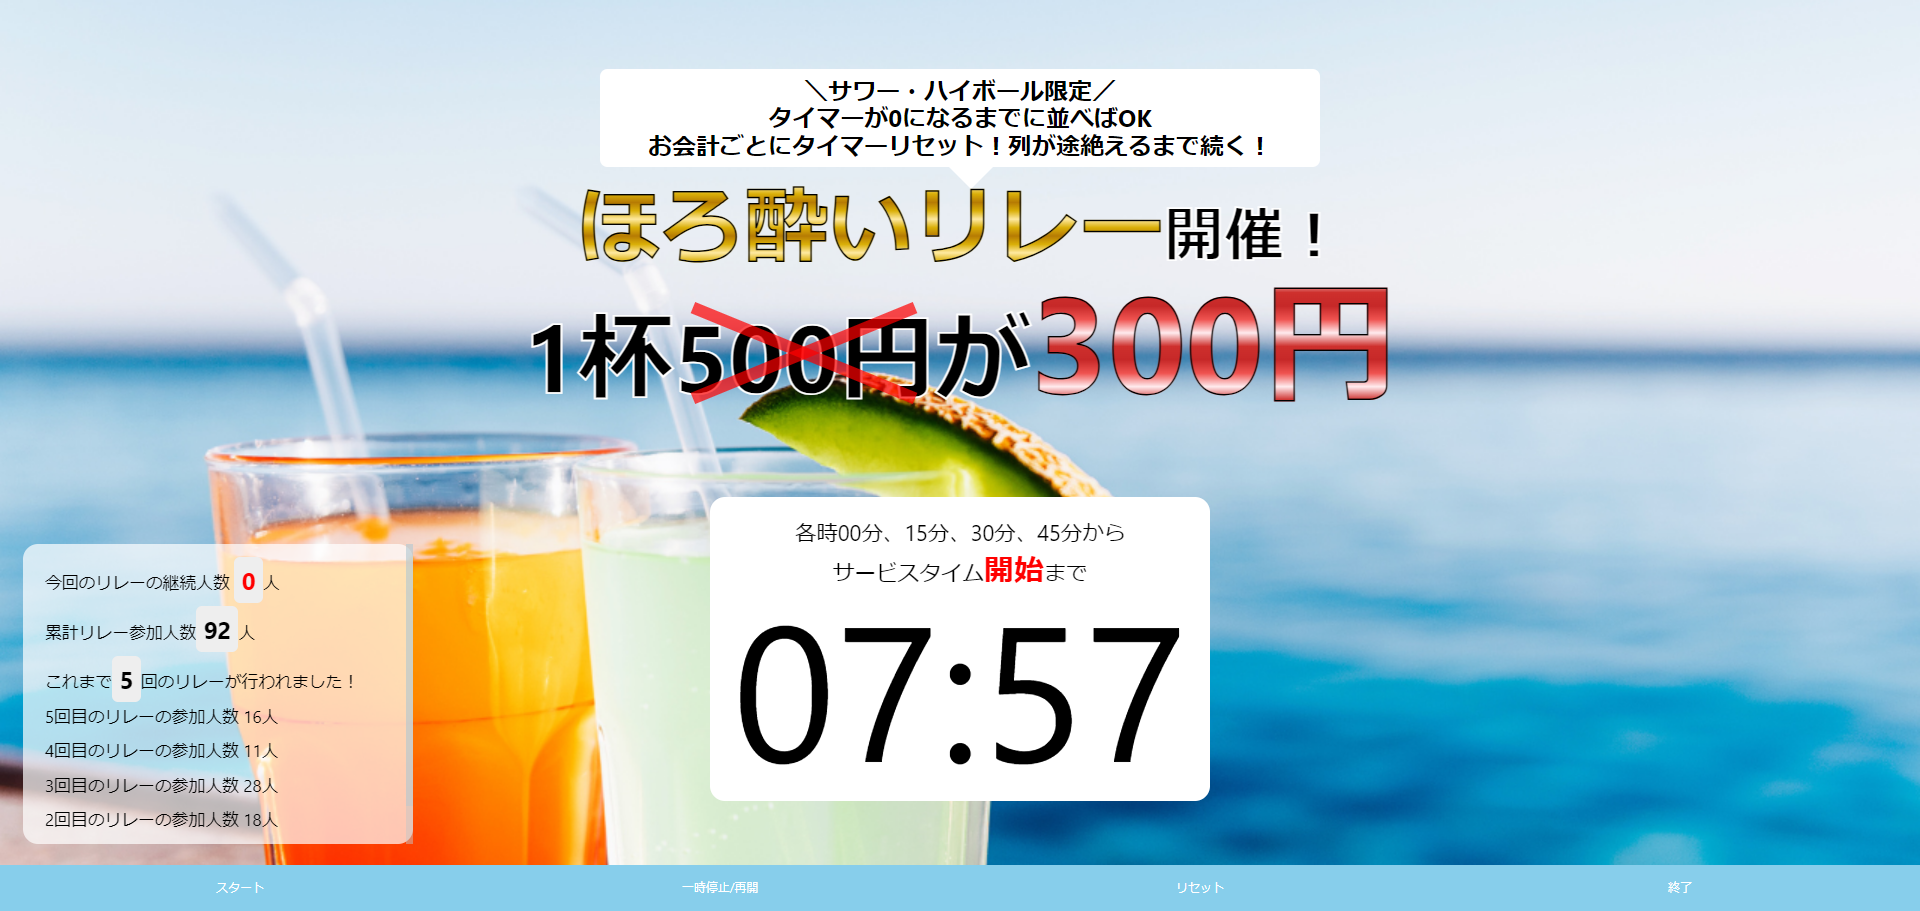 ＼サワー・ハイボール限定／
タイマーが0になるまでに並べばOK
お会計ごとにタイマーリセット！列が途絶えるまで続く！
ほろ酔いリレー開催！
1杯500円が300円
各時00分、15分、30分、45分から
サービスタイム開始まで
07:57
今回のリレーの継続人数 0 人
累計リレー参加人数 92 人
これまで 5 回のリレーが行われました！
5回目のリレーの参加人数 16人
4回目のリレーの参加人数 11人
3回目のリレーの参加人数 28人
2回目のリレーの参加人数 18人
スタート
一時停止/再開
リセット
終了